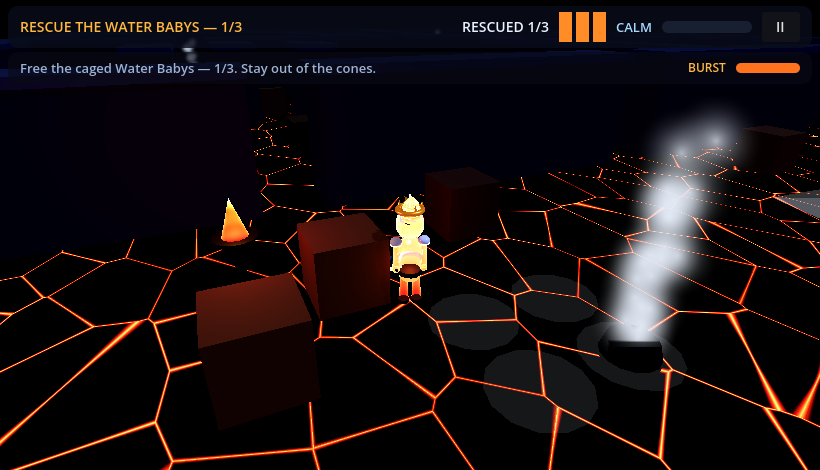 RESCUE THE WATER BABYS — 1/3
RESCUED 1/3
CALM
Free the caged Water Babys — 1/3. Stay out of the cones.
BURST